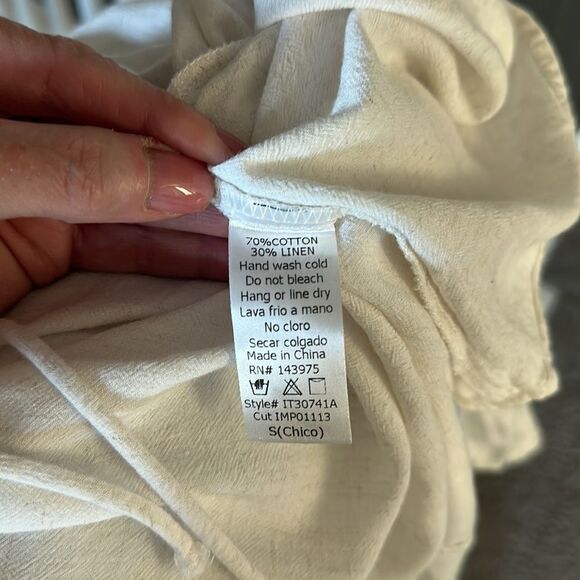 70%COTTON
30% LINEN
Hand wash cold
Do not bleach
Hang or line dry
Lava frio a mano
No cloro
Secar colgado
Made in China
RN# 143975
Style# IT30741A
Cut IMP01113
S(Chico)